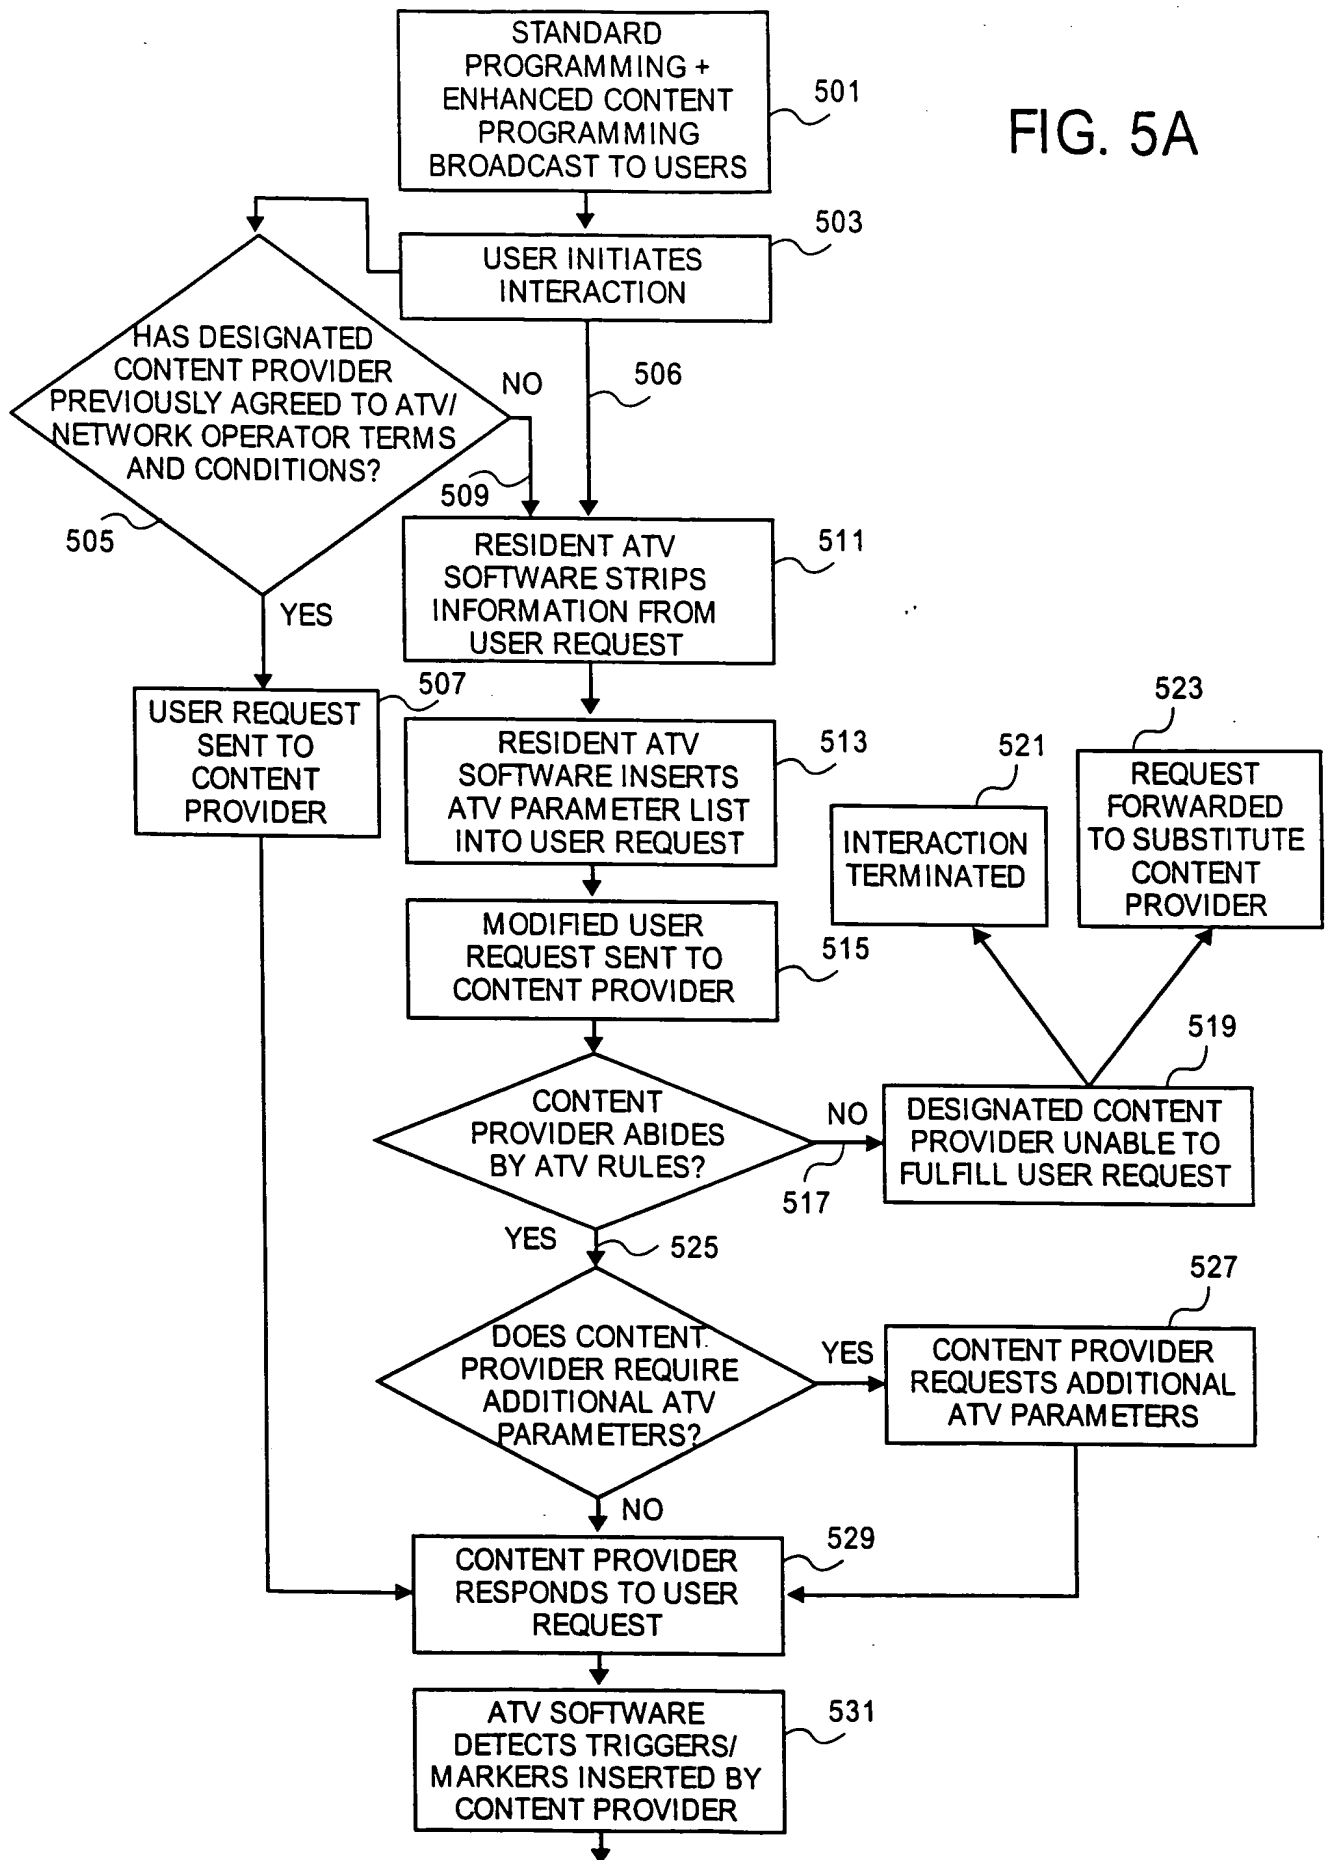 STANDARD
PROGRAMMING +
ENHANCED CONTENT
PROGRAMMING
BROADCAST TO USERS
501
FIG. 5A
503
USER INITIATES
INTERACTION
HAS DESIGNATED
CONTENT PROVIDER
PREVIOUSLY AGREED TO ATV/
NETWORK OPERATOR TERMS
AND CONDITIONS?
NO
506
509
505
YES
RESIDENT ATV
SOFTWARE STRIPS
INFORMATION FROM
USER REQUEST
511
507
USER REQUEST
SENT TO
CONTENT
PROVIDER
RESIDENT ATV
SOFTWARE INSERTS
ATV PARAMETER LIST
INTO USER REQUEST
513
521
INTERACTION
TERMINATED
523
REQUEST
FORWARDED
TO SUBSTITUTE
CONTENT
PROVIDER
MODIFIED USER
REQUEST SENT TO
CONTENT PROVIDER
515
CONTENT
PROVIDER ABIDES
BY ATV RULES?
NO
517
519
DESIGNATED CONTENT
PROVIDER UNABLE TO
FULFILL USER REQUEST
YES
525
DOES CONTENT
PROVIDER REQUIRE
ADDITIONAL ATV
PARAMETERS?
YES
527
CONTENT PROVIDER
REQUESTS ADDITIONAL
ATV PARAMETERS
NO
529
CONTENT PROVIDER
RESPONDS TO USER
REQUEST
ATV SOFTWARE
DETECTS TRIGGERS/
MARKERS INSERTED BY
CONTENT PROVIDER
531